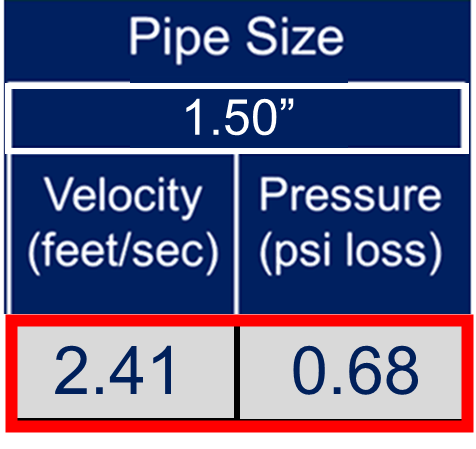 Pipe Size
1.50”
Velocity Pressure
(feet/sec) (psi loss)
2.41 0.68